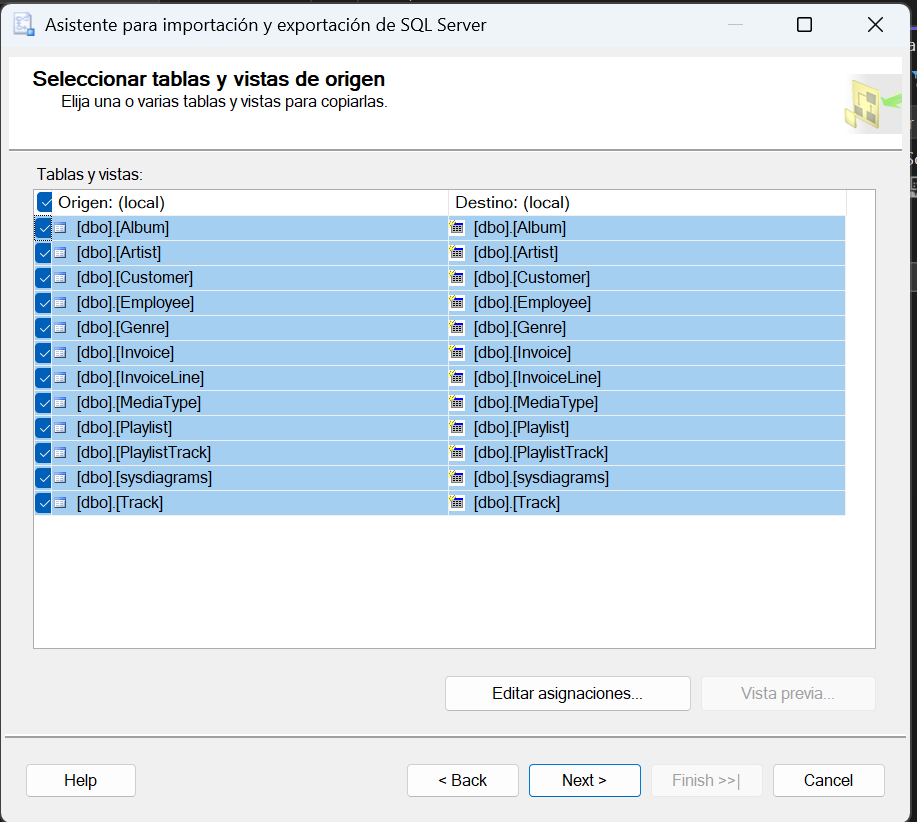 Asistente para importación y exportación de SQL Server
Seleccionar tablas y vistas de origen
Elija una o varias tablas y vistas para copiarlas.
Tablas y vistas:
Origen: (local) Destino: (local)
[dbo].[Album] [dbo].[Album]
[dbo].[Artist] [dbo].[Artist]
[dbo].[Customer] [dbo].[Customer]
[dbo].[Employee] [dbo].[Employee]
[dbo].[Genre] [dbo].[Genre]
[dbo].[Invoice] [dbo].[Invoice]
[dbo].[InvoiceLine] [dbo].[InvoiceLine]
[dbo].[MediaType] [dbo].[MediaType]
[dbo].[Playlist] [dbo].[Playlist]
[dbo].[PlaylistTrack] [dbo].[PlaylistTrack]
[dbo].[sysdiagrams] [dbo].[sysdiagrams]
[dbo].[Track] [dbo].[Track]
Editar asignaciones... Vista previa...
Help < Back Next > Finish >>| Cancel